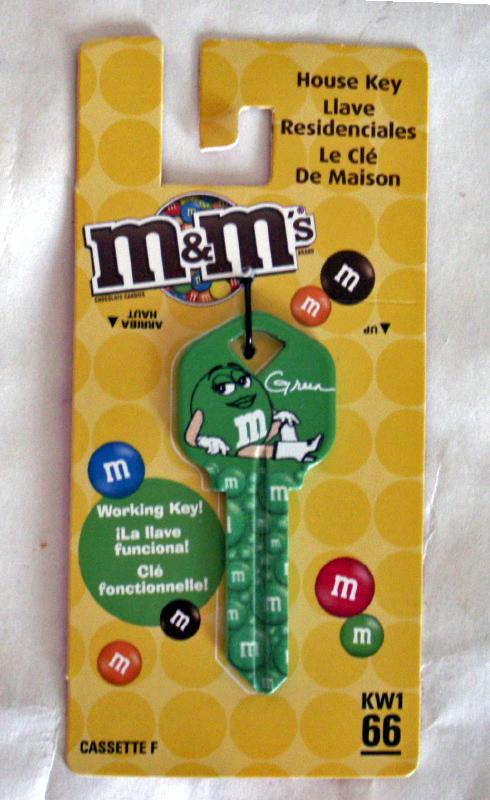 House Key
Llave
Residenciales
Le Clé
De Maison
m&m's®
BRAND
CHOCOLATE CANDIES
m
m
ARRIBA
HAUT
UP
Green
m
m
Working Key!
¡La llave
funciona!
Clé
fonctionnelle!
m
m
m
m
m
m
m
m
m
m
m
KW1
66
CASSETTE F